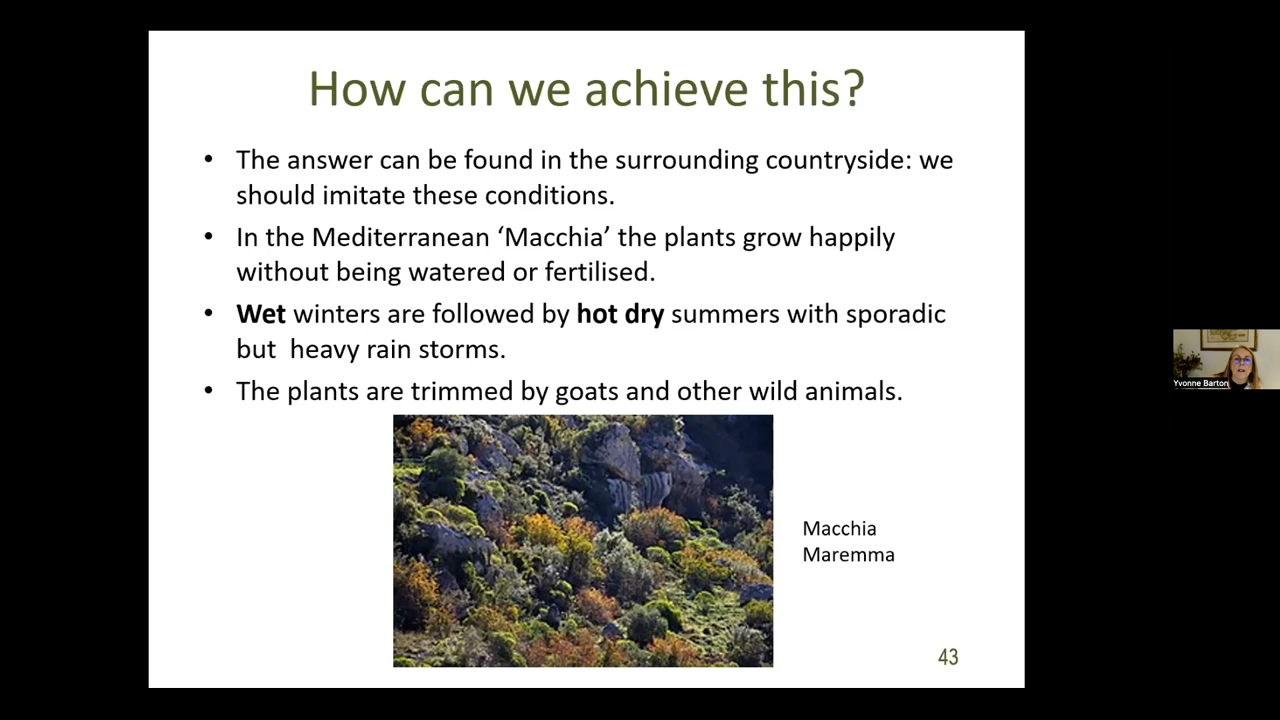 How can we achieve this?
• The answer can be found in the surrounding countryside: we
should imitate these conditions.
• In the Mediterranean ‘Macchia’ the plants grow happily
without being watered or fertilised.
• Wet winters are followed by hot dry summers with sporadic
but  heavy rain storms.
• The plants are trimmed by goats and other wild animals.
Macchia
Maremma
43
Yvonne Barton